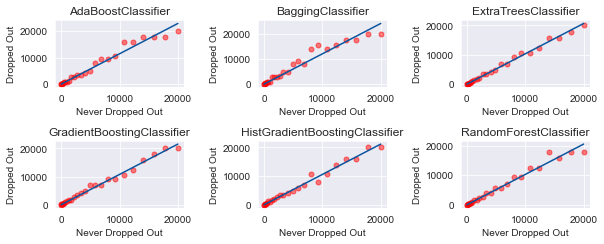 AdaBoostClassifier
BaggingClassifier
ExtraTreesClassifier
Dropped Out
20000
10000
0
0
10000
20000
Never Dropped Out
Dropped Out
20000
10000
0
0
10000
20000
Never Dropped Out
Dropped Out
20000
10000
0
0
10000
20000
Never Dropped Out
GradientBoostingClassifier
HistGradientBoostingClassifier
RandomForestClassifier
Dropped Out
20000
10000
0
0
10000
20000
Never Dropped Out
Dropped Out
20000
10000
0
0
10000
20000
Never Dropped Out
Dropped Out
20000
10000
0
0
10000
20000
Never Dropped Out